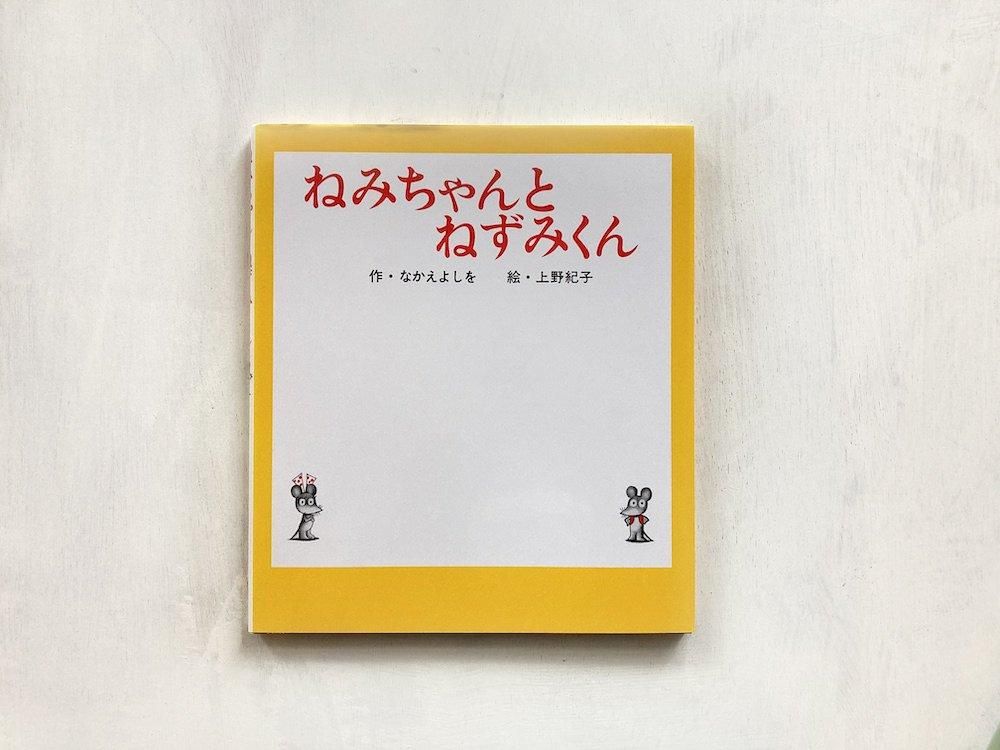 ねみちゃんと
ねずみくん
作・なかえよしを　絵・上野紀子